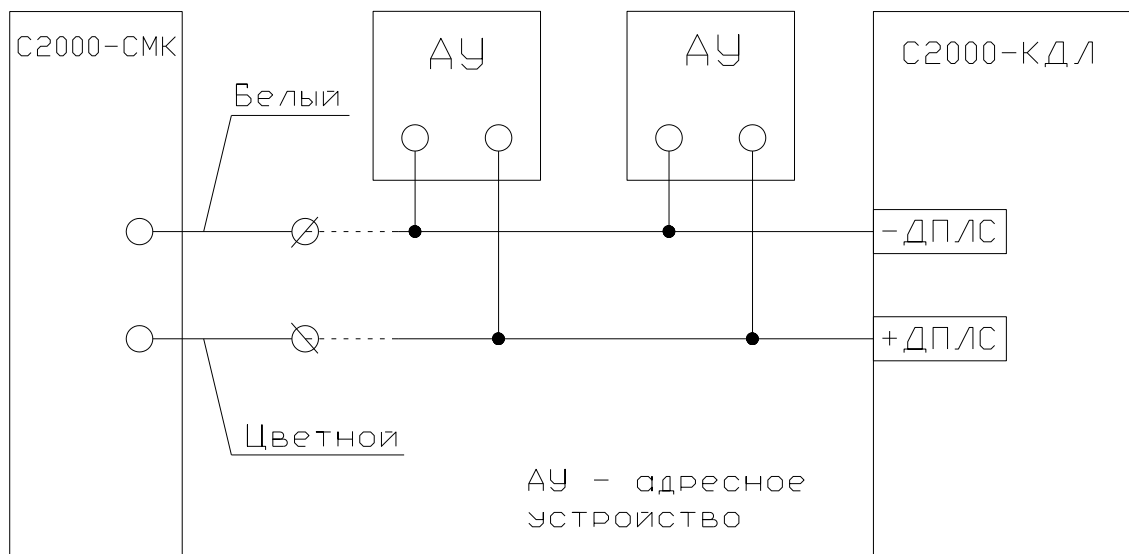 С2000-СМК
АУ
АУ
С2000-КДЛ
Белый
-ДПЛС
+ДПЛС
Цветной
АУ - адресное
устройство